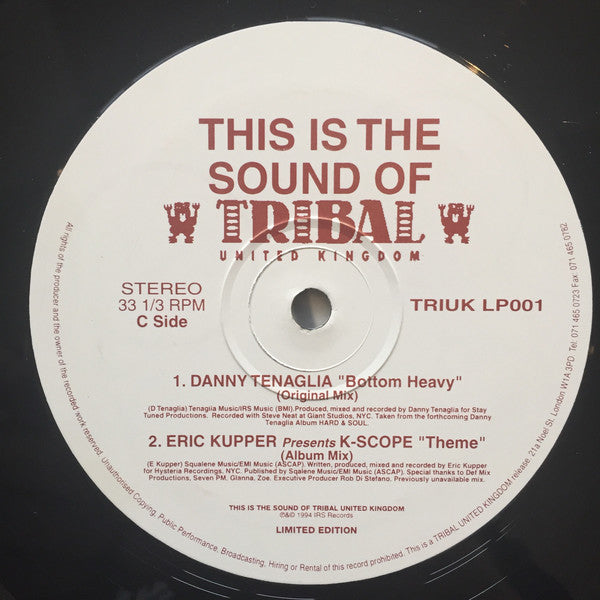 THIS IS THE
SOUND OF
TRIBAL
UNITED KINGDOM
STEREO
33 1/3 RPM
C Side
TRIUK LP001
1. DANNY TENAGLIA "Bottom Heavy"
(Original Mix)
(D Tenaglia) Tenaglia Music/IRS Music (BMI).Produced, mixed and recorded by Danny Tenaglia for Stay
Tuned Productions. Recorded with Steve Neat at Giant Studios, NYC. Taken from the forthcoming Danny
Tenaglia Album HARD & SOUL.
2. ERIC KUPPER Presents K-SCOPE "Theme"
(Album Mix)
(E Kupper) Squalene Music/EMI Music (ASCAP). Written, produced, mixed and recorded by Eric Kupper
for Hysteria Recordings. NYC. Published by Sqalene Music/EMI Music (ASCAP). Special thanks to Def Mix
Productions, Seven PM, Gianna, Zoe. Executive Producer Rob Di Stefano. Previously unavailable mix.
THIS IS THE SOUND OF TRIBAL UNITED KINGDOM
℗&© 1994 IRS Records
LIMITED EDITION
All rights of the producer and the owner of the recorded work reserved. Unauthorised Copying, Public Performance, Broadcasting, Hiring or Rental of this record prohibited. This is a TRIBAL UNITED KINGDOM release. 21a Noel St. London W1A 3PD. Tel: 071 465 0723 Fax: 071 465 0782